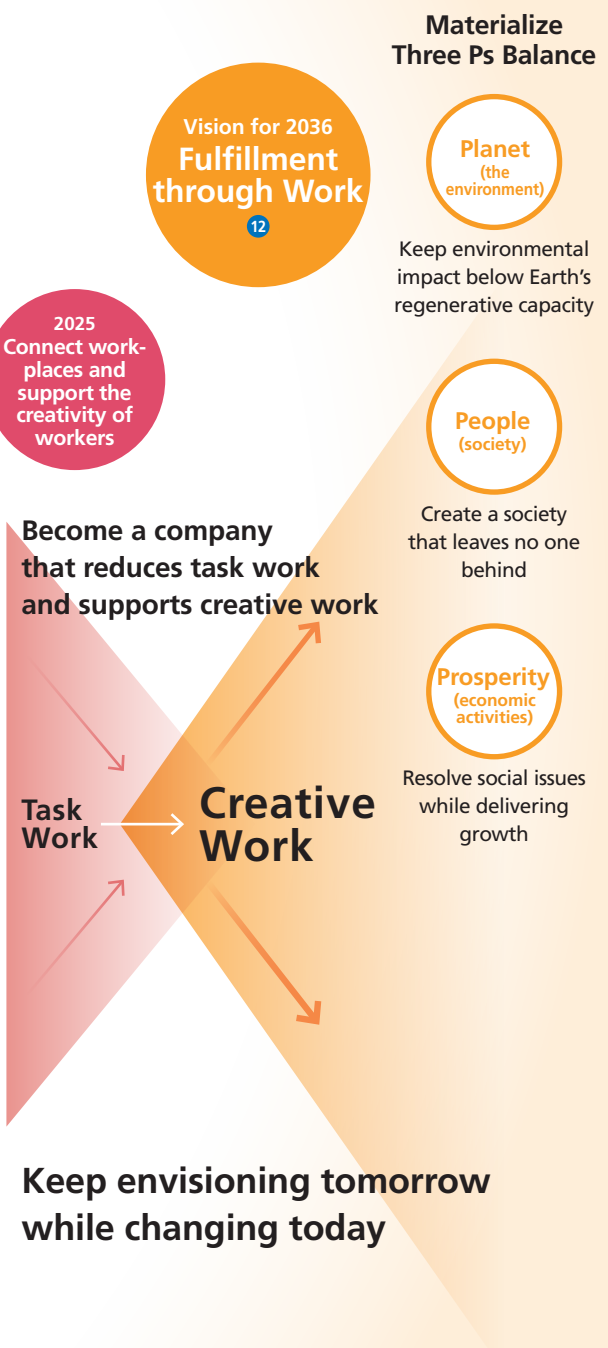 Materialize
Three Ps Balance
Vision for 2036
Fulfillment
through Work
12
Planet
(the
environment)
Keep environmental
impact below Earth’s
regenerative capacity
2025
Connect work-
places and
support the
creativity of
workers
People
(society)
Create a society
that leaves no one
behind
Become a company
that reduces task work
and supports creative work
Prosperity
(economic
activities)
Resolve social issues
while delivering
growth
Task
Work
Creative
Work
Keep envisioning tomorrow
while changing today